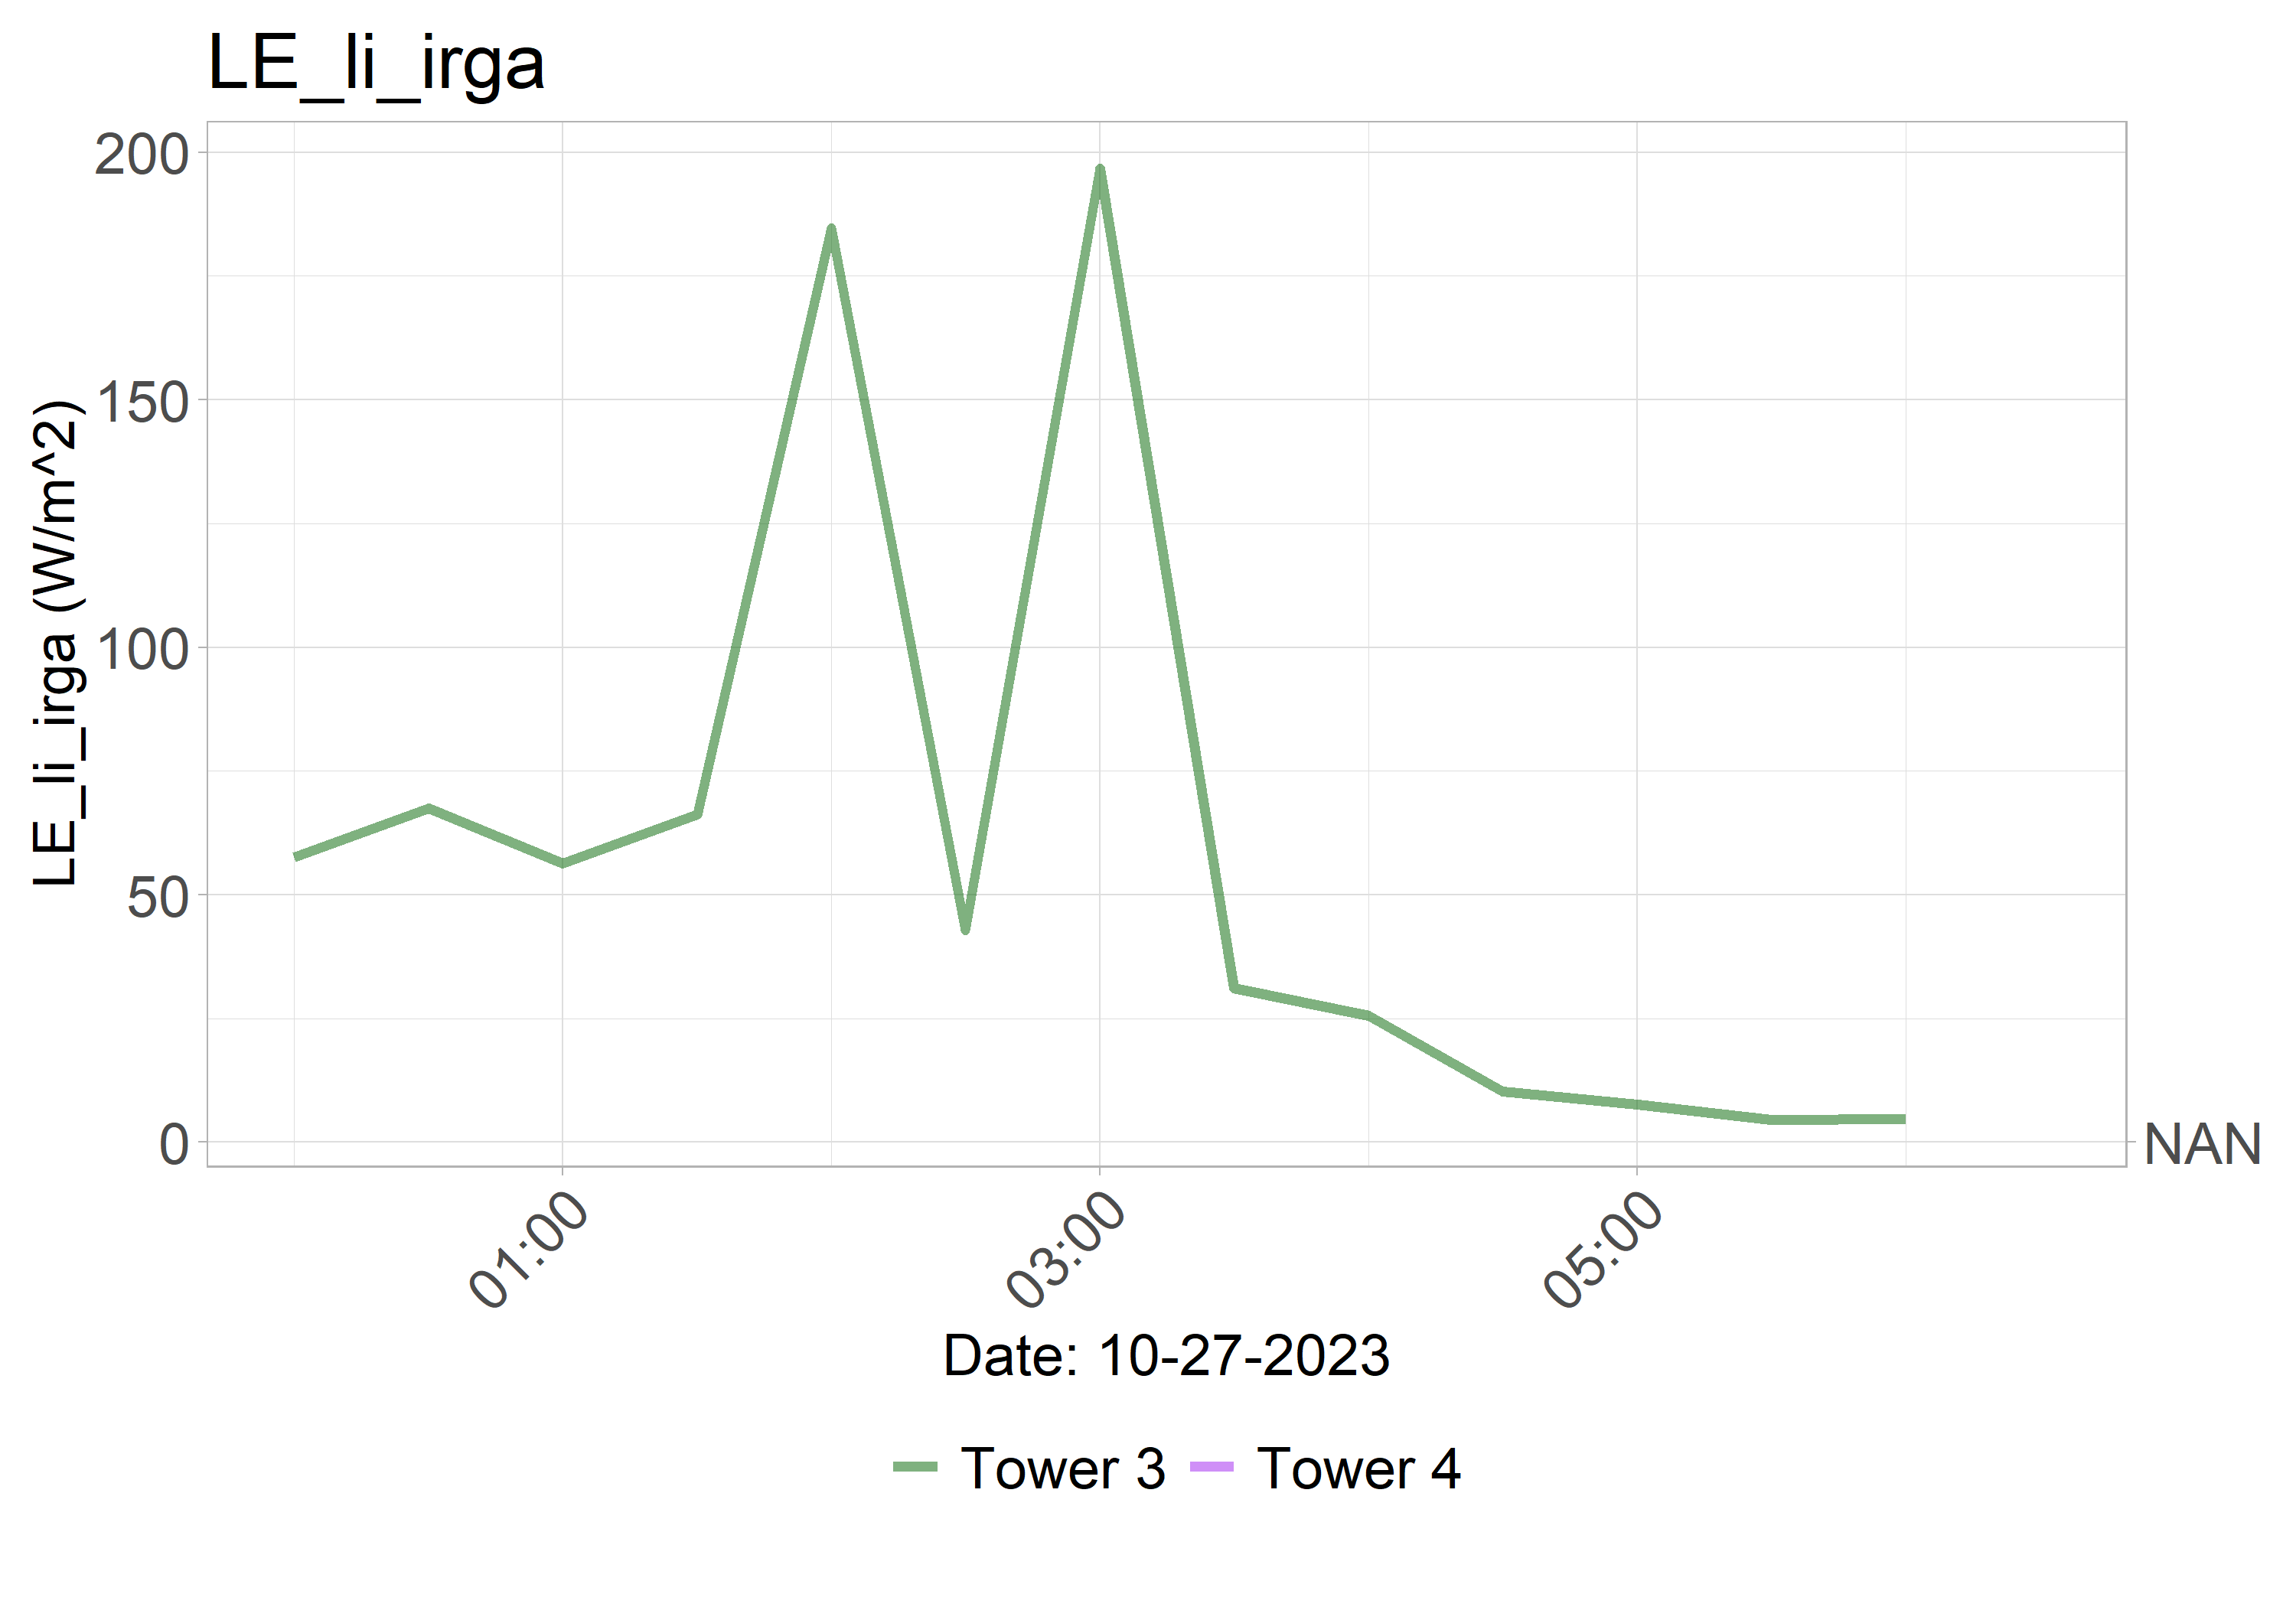 LE_li_irga
LE_li_irga (W/m^2)
200
150
100
50
0
NAN
01:00
03:00
05:00
Date: 10-27-2023
Tower 3
Tower 4